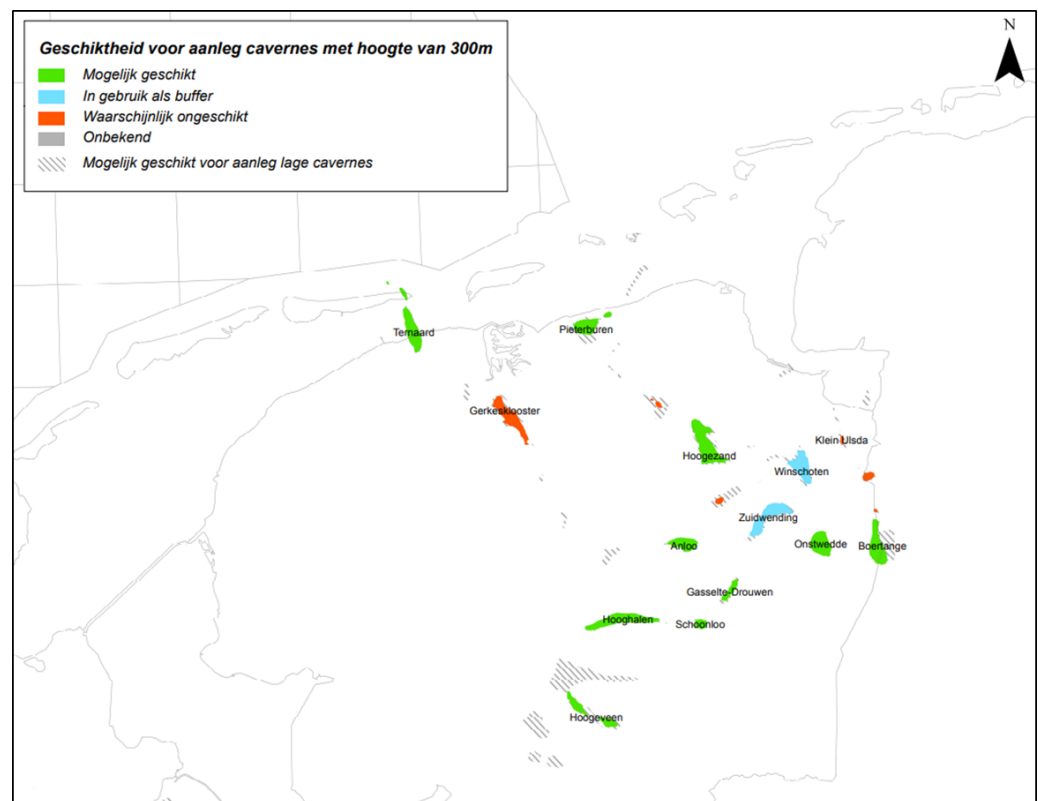 Geschiktheid voor aanleg cavernes met hoogte van 300m
Mogelijk geschikt
In gebruik als buffer
Waarschijnlijk ongeschikt
Onbekend
Mogelijk geschikt voor aanleg lage cavernes
N
Ternaard
Pieterburen
Gerkesklooster
Klein Ulsda
Hoogezand
Winschoten
Zuidwending
Anloo
Onstwedde
Boertange
Gasselte-Drouwen
Hooghalen
Schoonloo
Hoogeveen